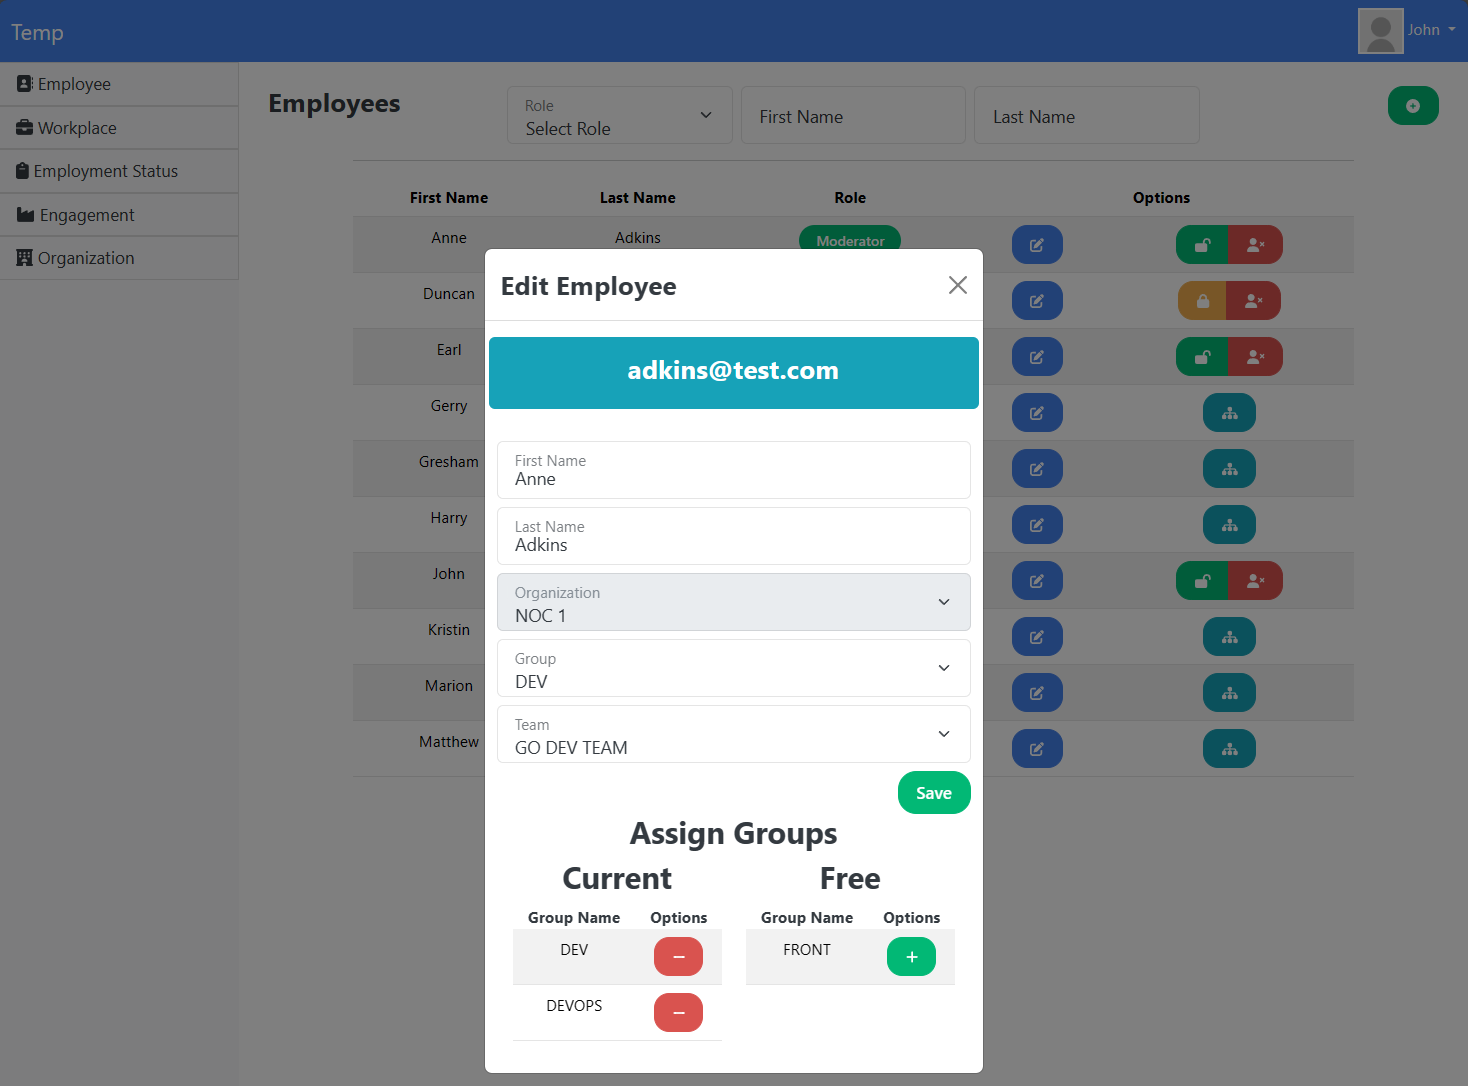 Temp
John
Employee
Workplace
Employment Status
Engagement
Organization
Employees
Role
Select Role
First Name
Last Name
First Name Last Name Role Options
Anne Adkins Moderator
Duncan
Earl
Gerry
Gresham
Harry
John
Kristin
Marion
Matthew
Edit Employee
adkins@test.com
First Name
Anne
Last Name
Adkins
Organization
NOC 1
Group
DEV
Team
GO DEV TEAM
Save
Assign Groups
Current
Group Name Options
DEV
DEVOPS
Free
Group Name Options
FRONT